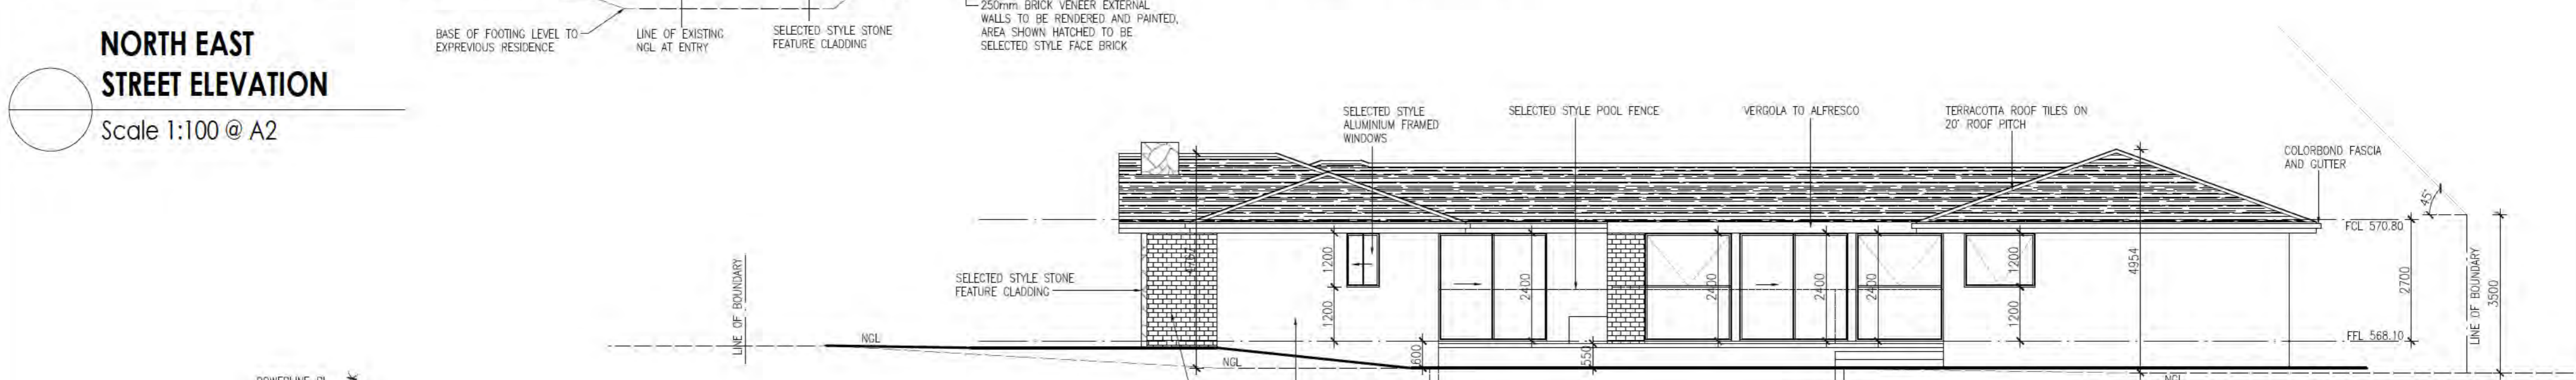 250mm BRICK VENEER EXTERNAL
WALLS TO BE RENDERED AND PAINTED,
AREA SHOWN HATCHED TO BE
SELECTED STYLE FACE BRICK
BASE OF FOOTING LEVEL TO
EXPREVIOUS RESIDENCE
LINE OF EXISTING
NGL AT ENTRY
SELECTED STYLE STONE
FEATURE CLADDING
NORTH EAST
STREET ELEVATION
Scale 1:100 @ A2
SELECTED STYLE
ALUMINIUM FRAMED
WINDOWS
SELECTED STYLE POOL FENCE
VERGOLA TO ALFRESCO
TERRACOTTA ROOF TILES ON
20° ROOF PITCH
COLORBOND FASCIA
AND GUTTER
45°
FCL 570.80
SELECTED STYLE STONE
FEATURE CLADDING
LINE OF BOUNDARY
1200
1200
2400
2400
2400
2400
1200
1200
4954
2700
LINE OF BOUNDARY
3500
FFL 568.10
NGL
NGL
600
550
NGL